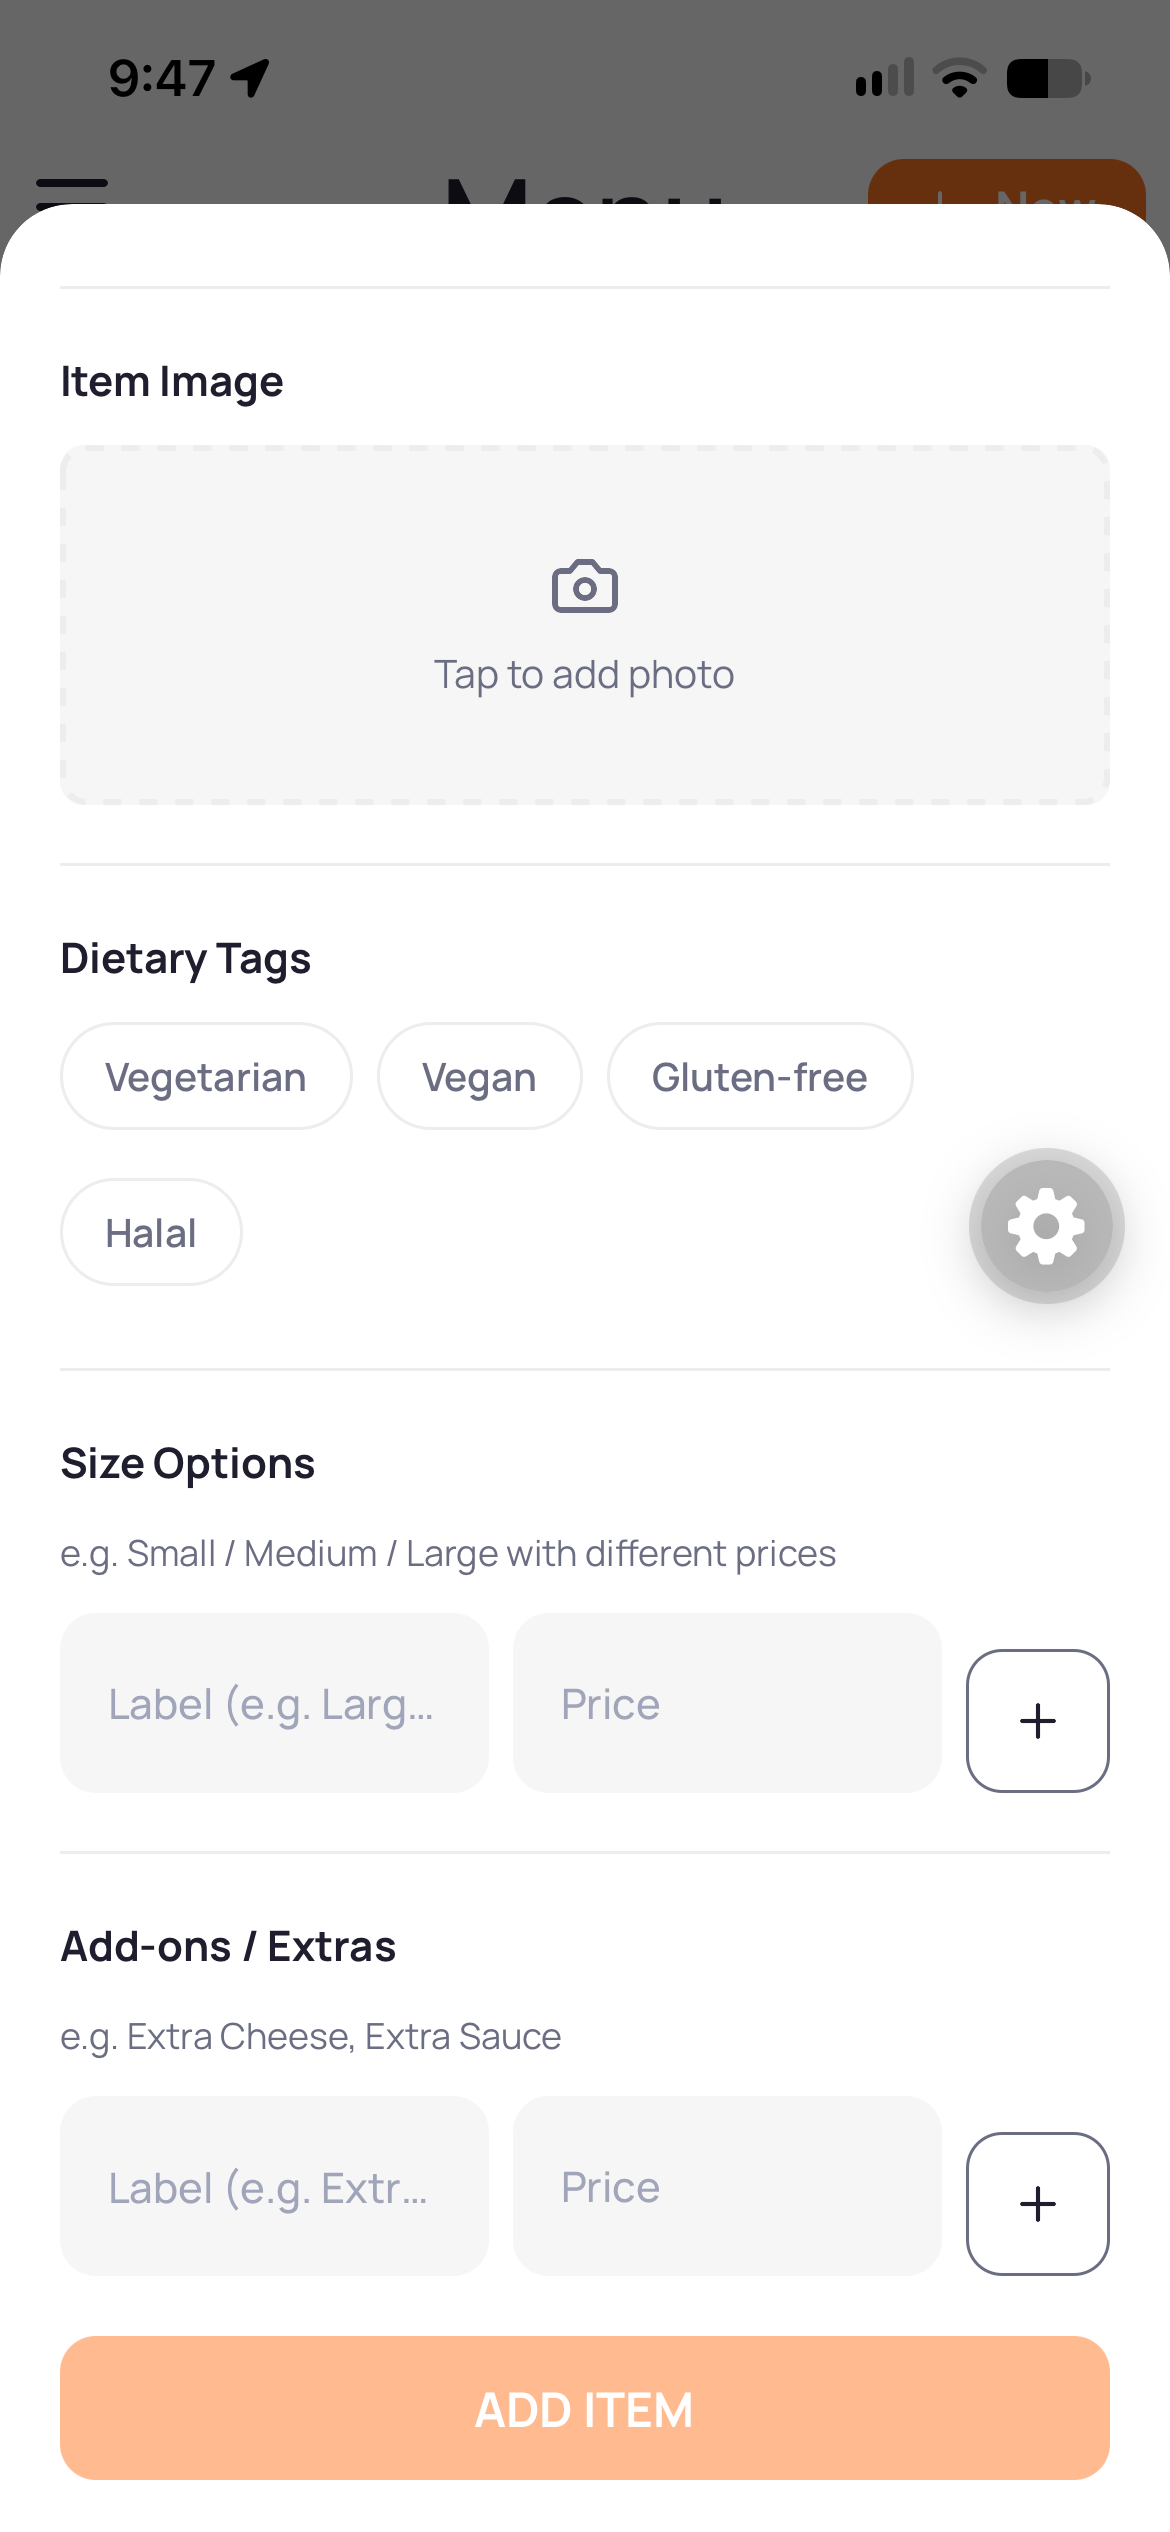 9:47
Menu
New
Item Image
Tap to add photo
Dietary Tags
Vegetarian Vegan Gluten-free
Halal
Size Options
e.g. Small / Medium / Large with different prices
Label (e.g. Larg... Price
Add-ons / Extras
e.g. Extra Cheese, Extra Sauce
Label (e.g. Extr... Price
ADD ITEM